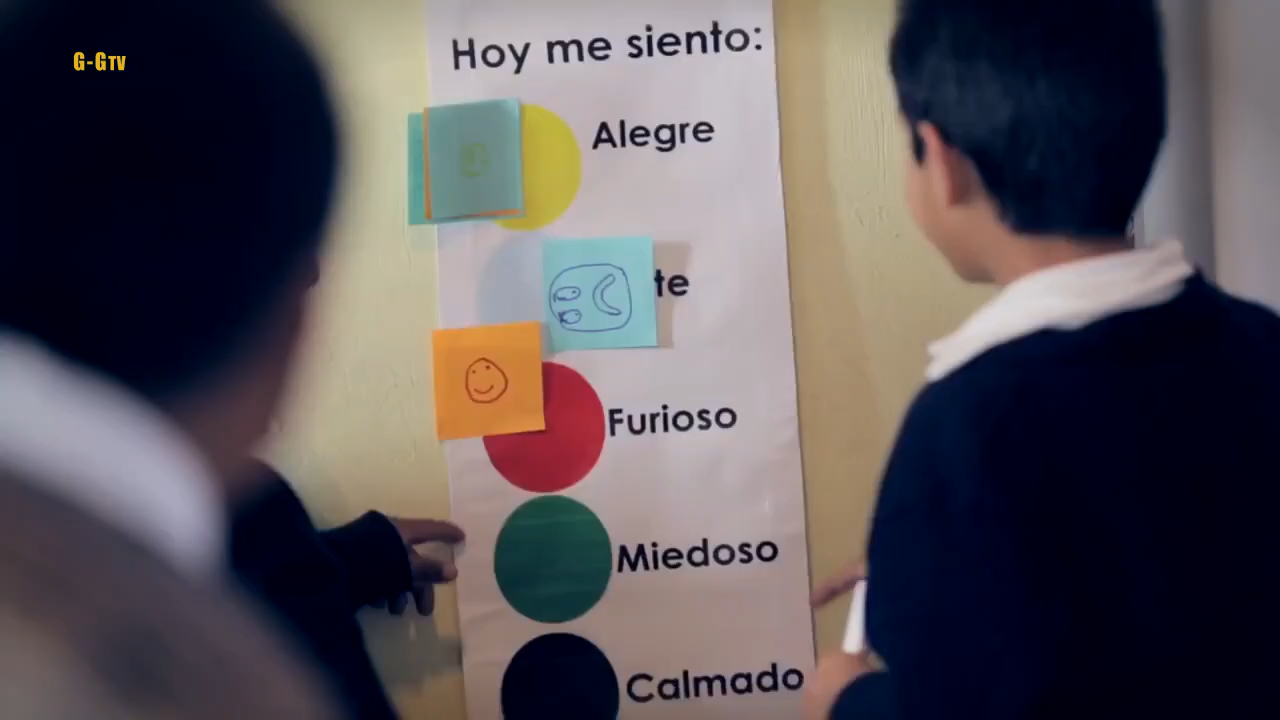 G-GTV
Hoy me siento:
Alegre
te
Furioso
Miedoso
Calmado